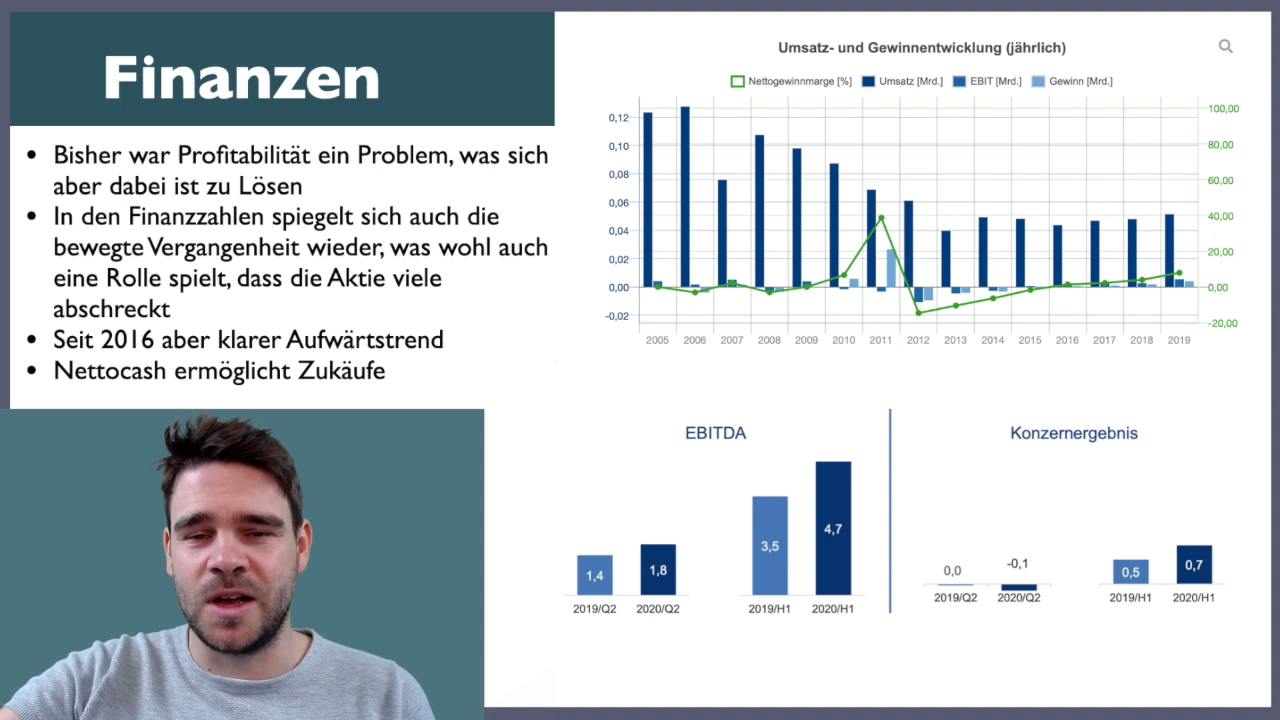 Finanzen
• Bisher war Profitabilität ein Problem, was sich
aber dabei ist zu Lösen
• In den Finanzzahlen spiegelt sich auch die
bewegte Vergangenheit wieder, was wohl auch
eine Rolle spielt, dass die Aktie viele
abschreckt
• Seit 2016 aber klarer Aufwärtstrend
• Nettocash ermöglicht Zukäufe
Umsatz- und Gewinnentwicklung (jährlich)
Nettogewinnmarge [%] Umsatz [Mrd.] EBIT [Mrd.] Gewinn [Mrd.]
0,12
0,10
0,08
0,06
0,04
0,02
0,00
-0,02
100,00
80,00
60,00
40,00
20,00
0,00
-20,00
2005 2006 2007 2008 2009 2010 2011 2012 2013 2014 2015 2016 2017 2018 2019
EBITDA
1,4 1,8 3,5 4,7
2019/Q2 2020/Q2 2019/H1 2020/H1
Konzernergebnis
0,0 -0,1 0,5 0,7
2019/Q2 2020/Q2 2019/H1 2020/H1